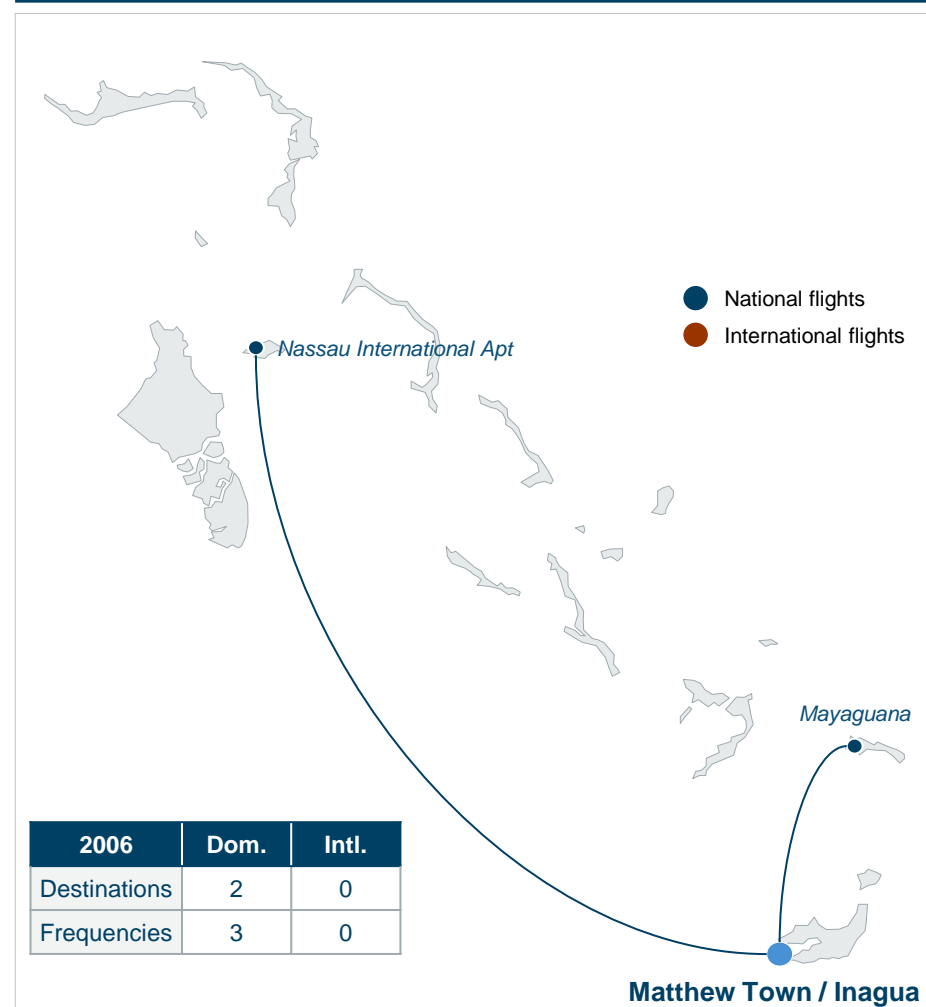 National flights
International flights
Nassau International Apt
Mayaguana
2006 Dom. Intl.
Destinations 2 0
Frequencies 3 0
Matthew Town / Inagua